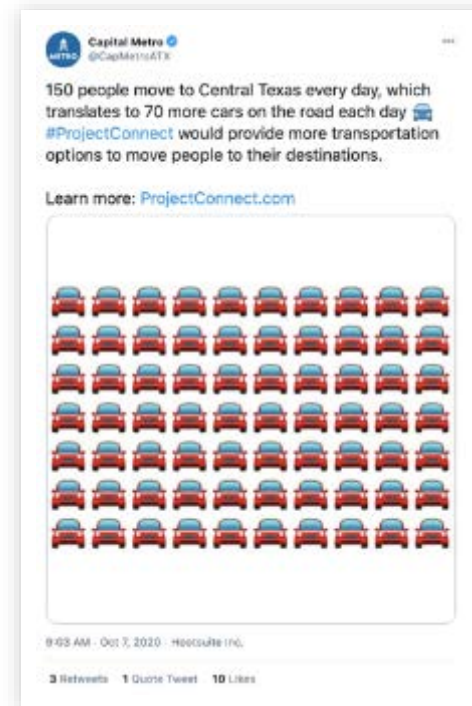 METRO
Capital Metro
@CapMetroATX
150 people move to Central Texas every day, which
translates to 70 more cars on the road each day
#ProjectConnect would provide more transportation
options to move people to their destinations.
Learn more: ProjectConnect.com
9:03 AM · Oct 7, 2020 · Hootsuite Inc.
3 Retweets 1 Quote Tweet 10 Likes